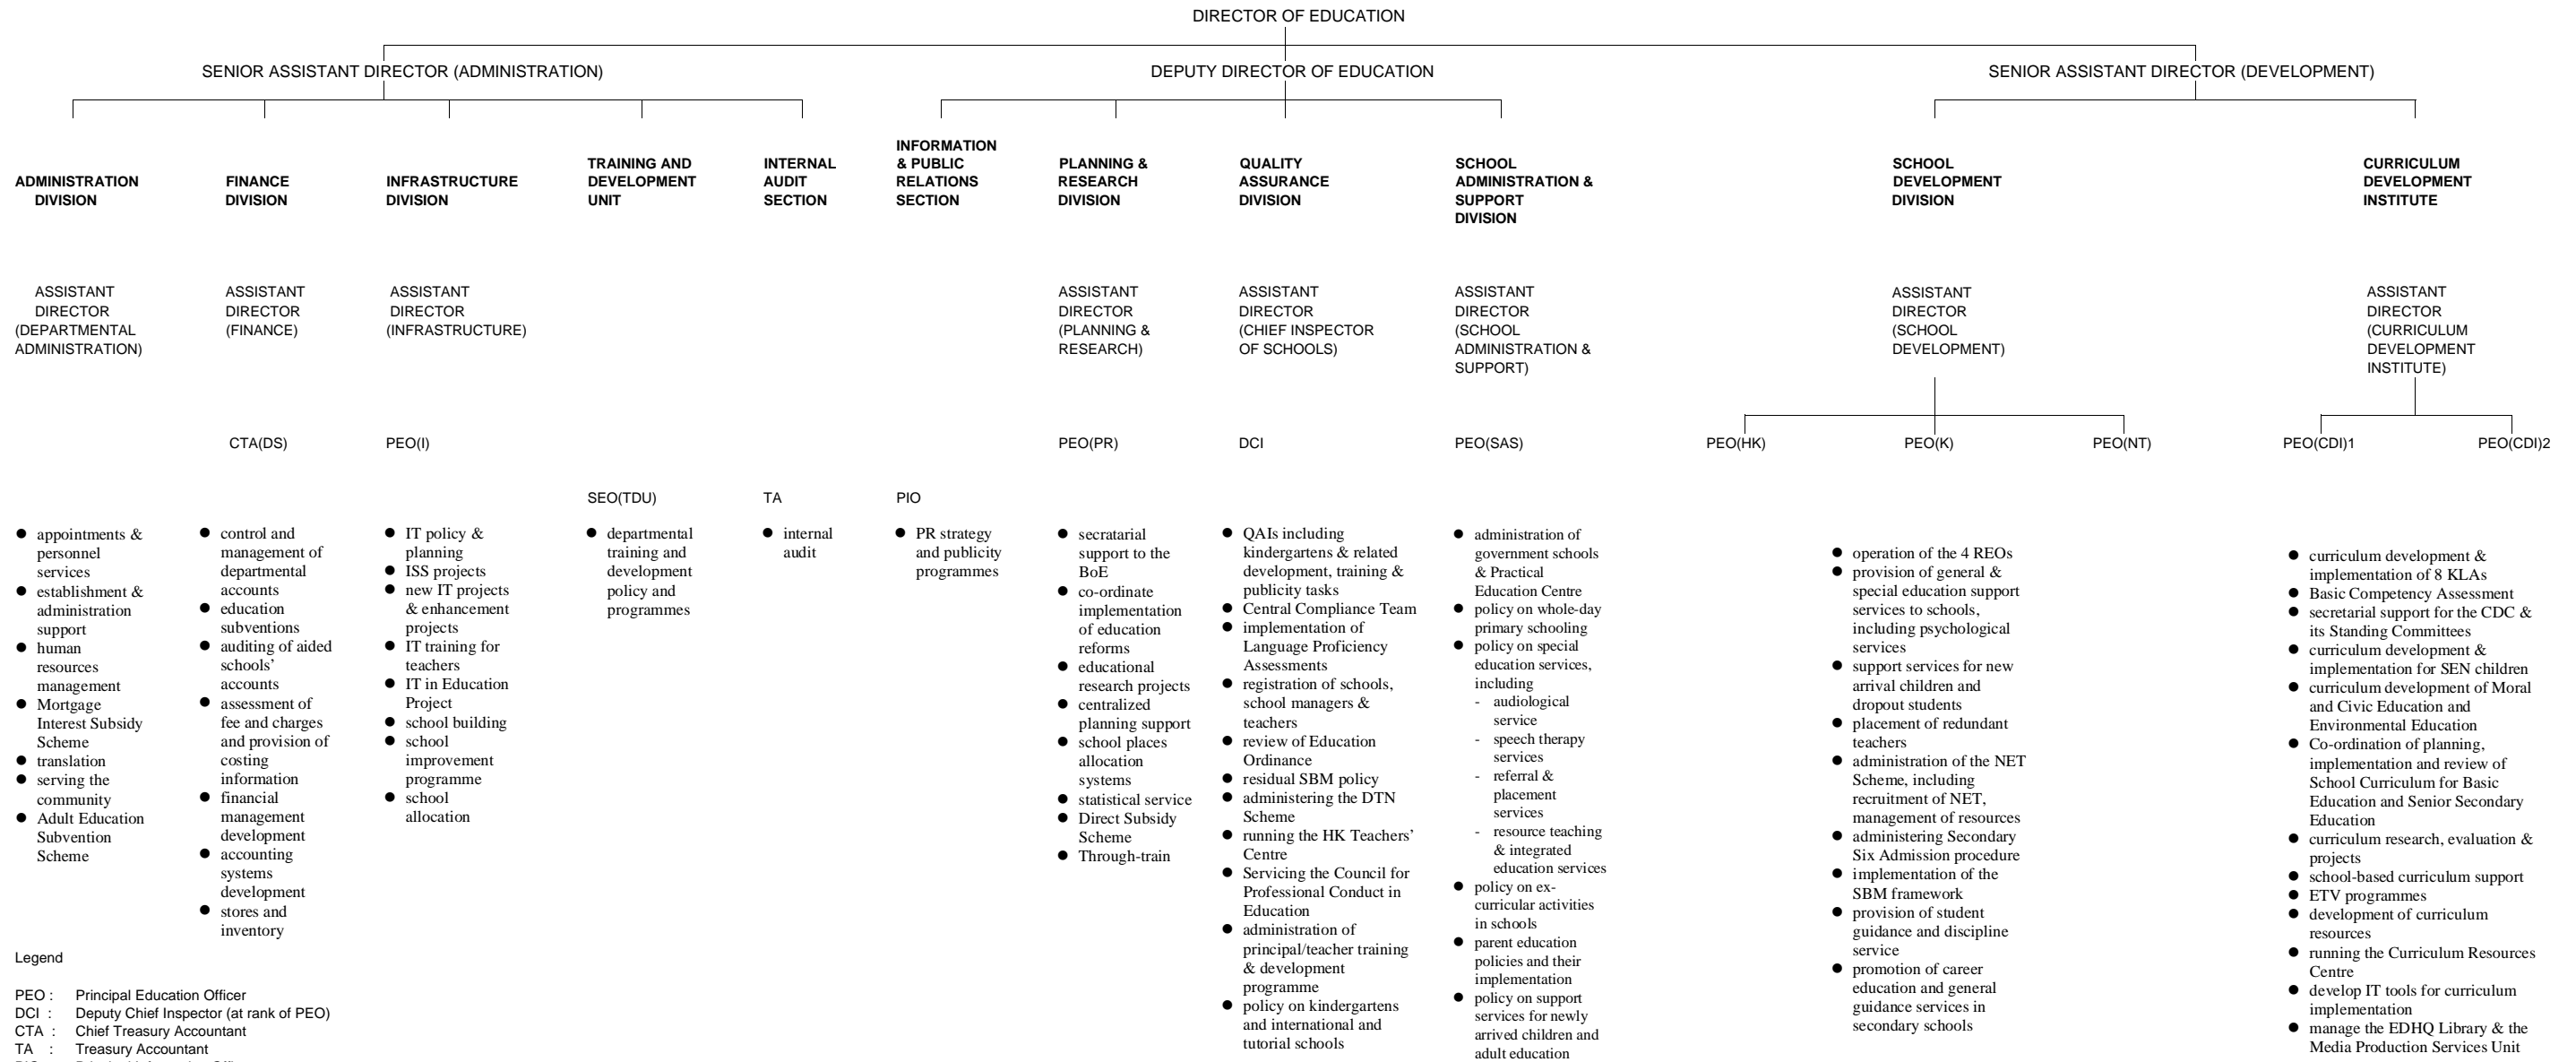 DIRECTOR OF EDUCATION
SENIOR ASSISTANT DIRECTOR (ADMINISTRATION)
DEPUTY DIRECTOR OF EDUCATION
SENIOR ASSISTANT DIRECTOR (DEVELOPMENT)
ADMINISTRATION
DIVISION
FINANCE
DIVISION
INFRASTRUCTURE
DIVISION
TRAINING AND
DEVELOPMENT
UNIT
INTERNAL
AUDIT
SECTION
INFORMATION
& PUBLIC
RELATIONS
SECTION
PLANNING &
RESEARCH
DIVISION
QUALITY
ASSURANCE
DIVISION
SCHOOL
ADMINISTRATION &
SUPPORT
DIVISION
SCHOOL
DEVELOPMENT
DIVISION
CURRICULUM
DEVELOPMENT
INSTITUTE
ASSISTANT
DIRECTOR
(DEPARTMENTAL
ADMINISTRATION)
ASSISTANT
DIRECTOR
(FINANCE)
ASSISTANT
DIRECTOR
(INFRASTRUCTURE)
ASSISTANT
DIRECTOR
(PLANNING &
RESEARCH)
ASSISTANT
DIRECTOR
(CHIEF INSPECTOR
OF SCHOOLS)
ASSISTANT
DIRECTOR
(SCHOOL
ADMINISTRATION &
SUPPORT)
ASSISTANT
DIRECTOR
(SCHOOL
DEVELOPMENT)
ASSISTANT
DIRECTOR
(CURRICULUM
DEVELOPMENT
INSTITUTE)
CTA(DS)
PEO(I)
PEO(PR)
DCI
PEO(SAS)
PEO(HK)
PEO(K)
PEO(NT)
PEO(CDI)1
PEO(CDI)2
SEO(TDU)
TA
PIO
● appointments &
personnel
services
● establishment &
administration
support
● human
resources
management
● Mortgage
Interest Subsidy
Scheme
● translation
● serving the
community
● Adult Education
Subvention
Scheme
● control and
management of
departmental
accounts
● education
subventions
● auditing of aided
schools’
accounts
● assessment of
fee and charges
and provision of
costing
information
● financial
management
development
● accounting
systems
development
● stores and
inventory
● IT policy &
planning
● ISS projects
● new IT projects
& enhancement
projects
● IT training for
teachers
● IT in Education
Project
● school building
● school
improvement
programme
● school
allocation
● departmental
training and
development
policy and
programmes
● internal
audit
● PR strategy
and publicity
programmes
● secratarial
support to the
BoE
● co-ordinate
implementation
of education
reforms
● educational
research projects
● centralized
planning support
● school places
allocation
systems
● statistical service
● Direct Subsidy
Scheme
● Through-train
● QAIs including
kindergartens & related
development, training &
publicity tasks
● Central Compliance Team
● implementation of
Language Proficiency
Assessments
● registration of schools,
school managers &
teachers
● review of Education
Ordinance
● residual SBM policy
● administering the DTN
Scheme
● running the HK Teachers’
Centre
● Servicing the Council for
Professional Conduct in
Education
● administration of
principal/teacher training
& development
programme
● policy on kindergartens
and international and
tutorial schools
● administration of
government schools
& Practical
Education Centre
● policy on whole-day
primary schooling
● policy on special
education services,
including
- audiological
service
- speech therapy
services
- referral &
placement
services
- resource teaching
& integrated
education services
● policy on ex-
curricular activities
in schools
● parent education
policies and their
implementation
● policy on support
services for newly
arrived children and
adult education
● operation of the 4 REOs
● provision of general &
special education support
services to schools,
including psychological
services
● support services for new
arrival children and
dropout students
● placement of redundant
teachers
● administration of the NET
Scheme, including
recruitment of NET,
management of resources
● administering Secondary
Six Admission procedure
● implementation of the
SBM framework
● provision of student
guidance and discipline
service
● promotion of career
education and general
guidance services in
secondary schools
● curriculum development &
implementation of 8 KLAs
● Basic Competency Assessment
● secretarial support for the CDC &
its Standing Committees
● curriculum development &
implementation for SEN children
● curriculum development of Moral
and Civic Education and
Environmental Education
● Co-ordination of planning,
implementation and review of
School Curriculum for Basic
Education and Senior Secondary
Education
● curriculum research, evaluation &
projects
● school-based curriculum support
● ETV programmes
● development of curriculum
resources
● running the Curriculum Resources
Centre
● develop IT tools for curriculum
implementation
● manage the EDHQ Library & the
Media Production Services Unit
Legend
PEO : Principal Education Officer
DCI : Deputy Chief Inspector (at rank of PEO)
CTA : Chief Treasury Accountant
TA : Treasury Accountant